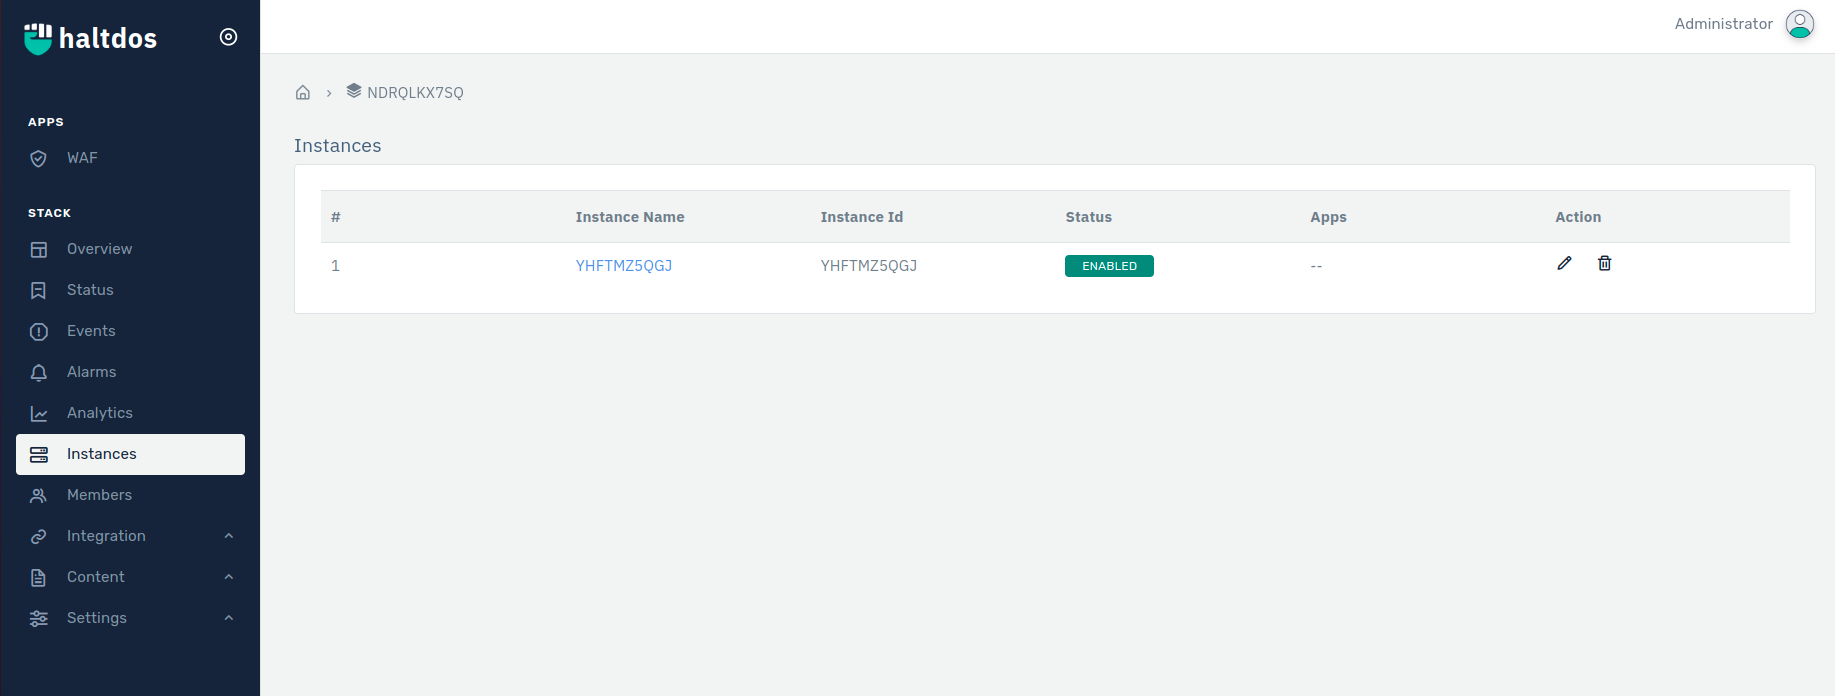 haltdos
Administrator
APPS
WAF
STACK
Overview
Status
Events
Alarms
Analytics
Instances
Members
Integration
Content
Settings
NDRQLKX7SQ
Instances
# Instance Name Instance Id Status Apps Action
1 YHFTMZ5QGJ YHFTMZ5QGJ ENABLED --